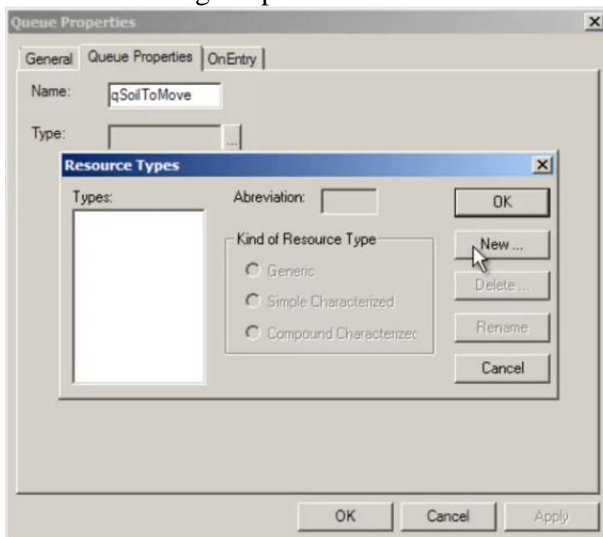 Queue Properties
General Queue Properties OnEntry
Name: qSoilToMove
Type: ...
Resource Types
Types: Abreviation: OK
Kind of Resource Type New ...
Generic
Delete ...
Simple Characterized
Compound Characterizec Rename
Cancel
OK Cancel Apply